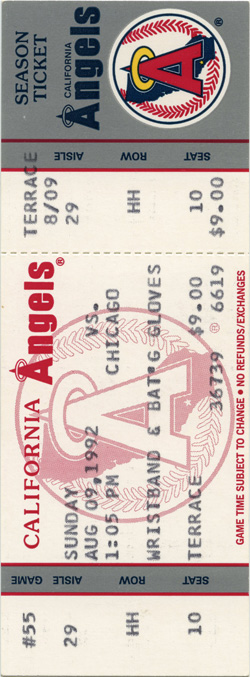 SEASON
TICKET
CALIFORNIA
Angels
A
®
AISLE ROW SEAT
TERRACE
8/09
29 HH 10
$9.00
CALIFORNIA Angels®
SUNDAY
AUG 09,1992 VS.
1:05 PM CHICAGO
WRISTBAND & BAT'G GLOVES
TERRACE $9.00
36739 6619
A
GAME TIME SUBJECT TO CHANGE • NO REFUNDS/EXCHANGES
GAME AISLE ROW SEAT
#55 29 HH 10